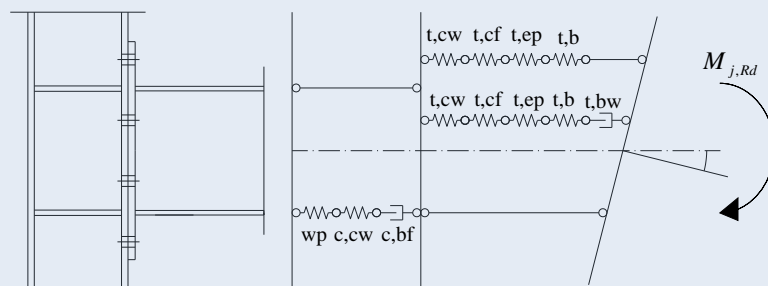 t,cw t,cf t,ep t,b
M j,Rd
t,cw t,cf t,ep t,b t,bw
wp c,cw c,bf